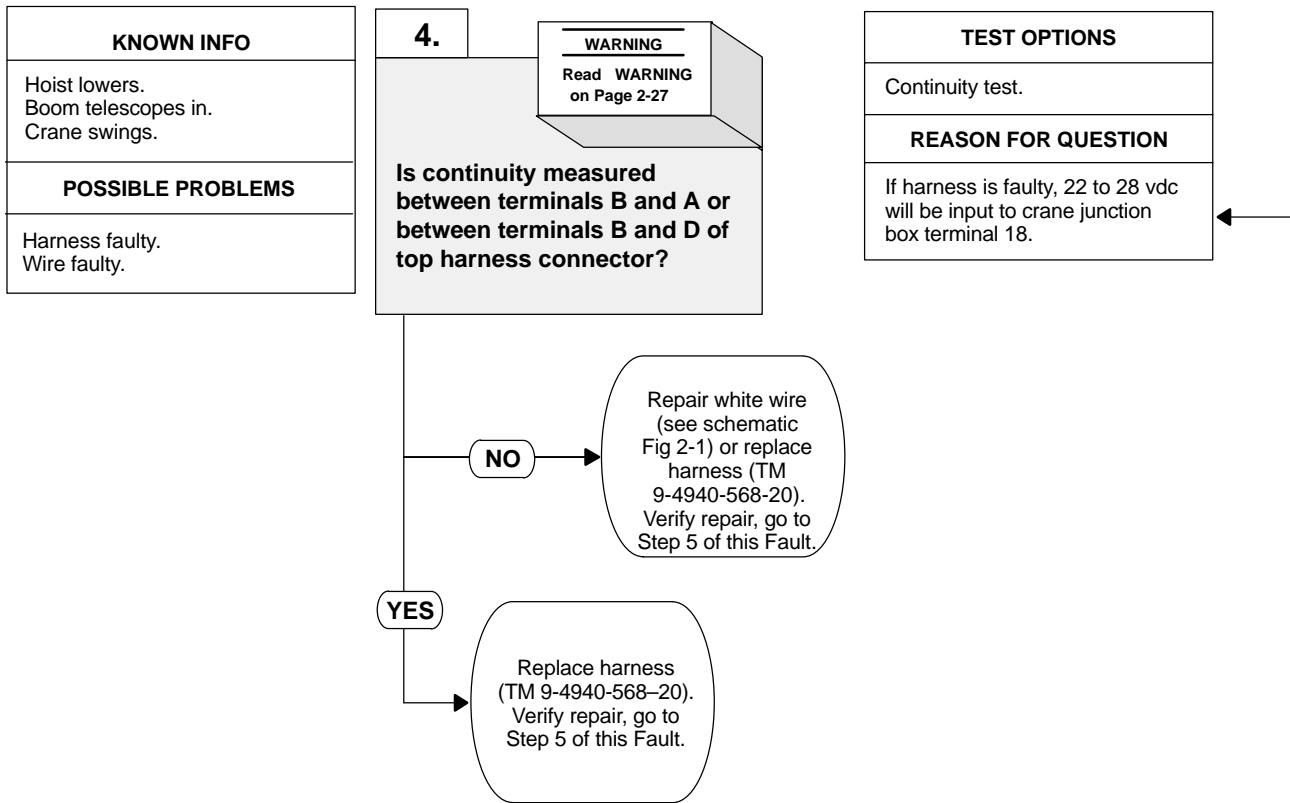 KNOWN INFO
Hoist lowers.
Boom telescopes in.
Crane swings.
POSSIBLE PROBLEMS
Harness faulty.
Wire faulty.
4.
WARNING
Read WARNING
on Page 2-27
Is continuity measured
between terminals B and A or
between terminals B and D of
top harness connector?
TEST OPTIONS
Continuity test.
REASON FOR QUESTION
If harness is faulty, 22 to 28 vdc
will be input to crane junction
box terminal 18.
NO
Repair white wire
(see schematic
Fig 2-1) or replace
harness (TM
9-4940-568-20).
Verify repair, go to
Step 5 of this Fault.
YES
Replace harness
(TM 9-4940-568–20).
Verify repair, go to
Step 5 of this Fault.